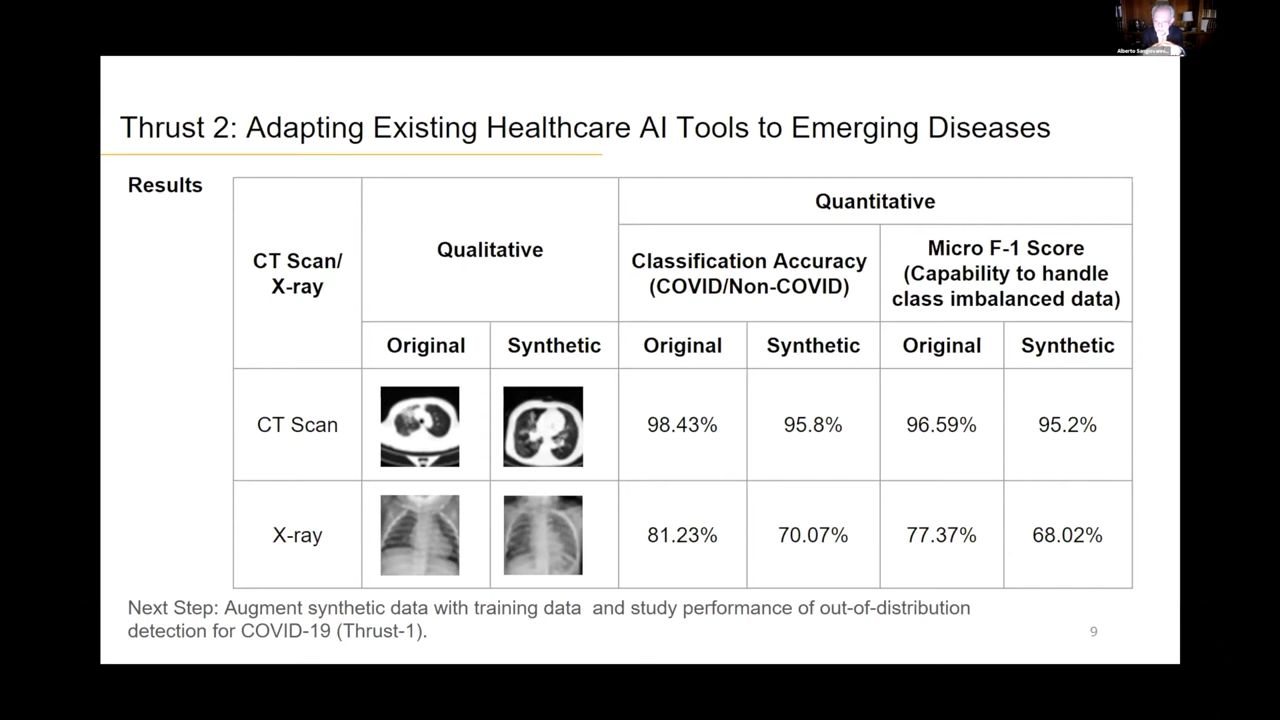 Alberto
Thrust 2: Adapting Existing Healthcare AI Tools to Emerging Diseases
Results
CT Scan/
X-ray
Qualitative
Quantitative
Classification Accuracy
(COVID/Non-COVID)
Micro F-1 Score
(Capability to handle
class imbalanced data)
Original
Synthetic
Original
Synthetic
Original
Synthetic
CT Scan
98.43%
95.8%
96.59%
95.2%
X-ray
81.23%
70.07%
77.37%
68.02%
Next Step: Augment synthetic data with training data and study performance of out-of-distribution
detection for COVID-19 (Thrust-1).
9